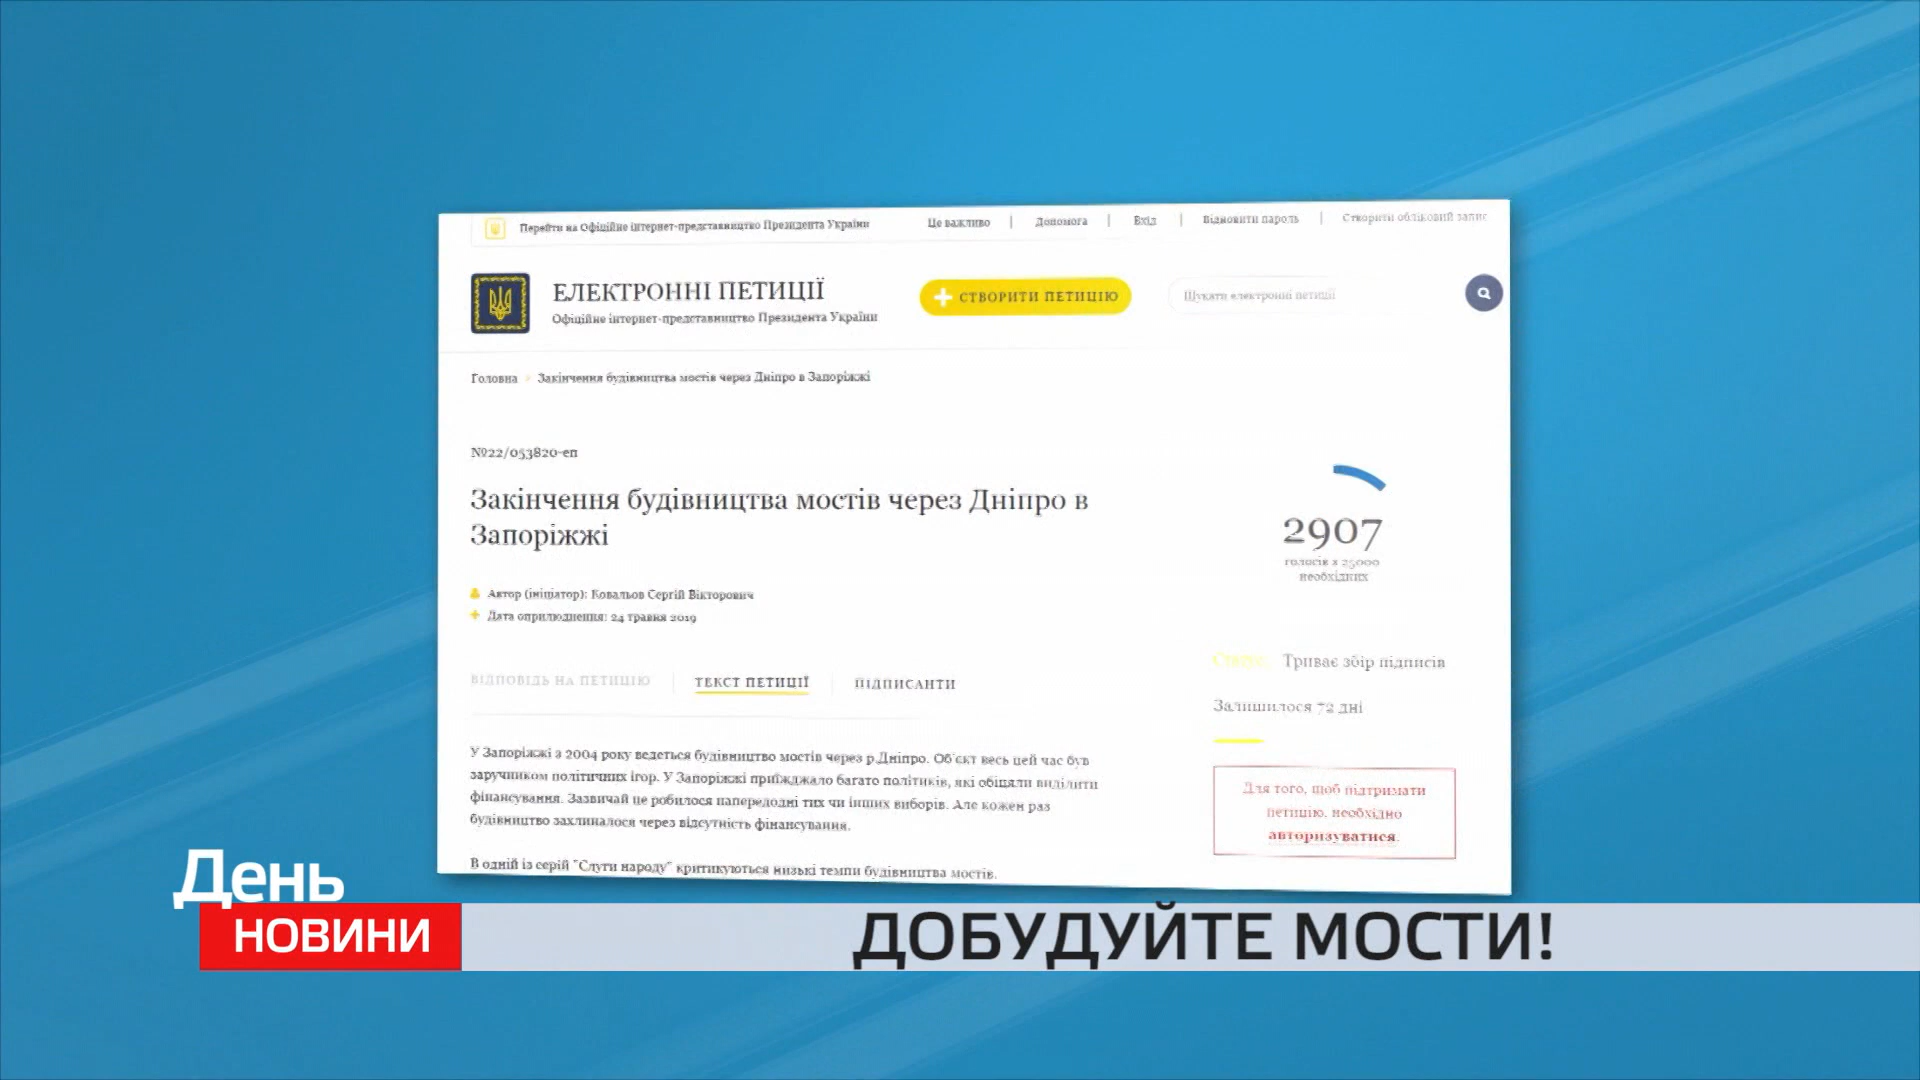 Перейти на Офіційне інтернет-представництво Президента України
Це важливо | Допомога | Вхід | Відновити пароль | Створити обліковий запис
ЕЛЕКТРОННІ ПЕТИЦІЇ
Офіційне інтернет-представництво Президента України
СТВОРИТИ ПЕТИЦІЮ
Шукати електронні петиції
Головна Закінчення будівництва мостів через Дніпро в Запоріжжі
№22/053820-еп
Закінчення будівництва мостів через Дніпро в
Запоріжжі
2907
голосів з 25000
необхідних
Автор (ініціатор): Ковальов Сергій Вікторович
Дата оприлюднення: 24 травня 2019
Статус: Триває збір підписів
Залишилося 72 дні
ВІДПОВІДЬ НА ПЕТИЦІЮ
ТЕКСТ ПЕТИЦІЇ
ПІДПИСАНТИ
У Запоріжжі з 2004 року ведеться будівництво мостів через р.Дніпро. Об'єкт весь цей час був
заручником політичних ігор. У Запоріжжі приїжджало багато політиків, які обіцяли виділити
фінансування. Зазвичай це робилося напередодні тих чи інших виборів. Але кожен раз
будівництво захлиналося через відсутність фінансування.
В одній із серій "Слуги народу" критикуються низькі темпи будівництва мостів.
Для того, щоб підтримати
петицію, необхідно
авторизуватися.
День
НОВИНИ
ДОБУДУЙТЕ МОСТИ!